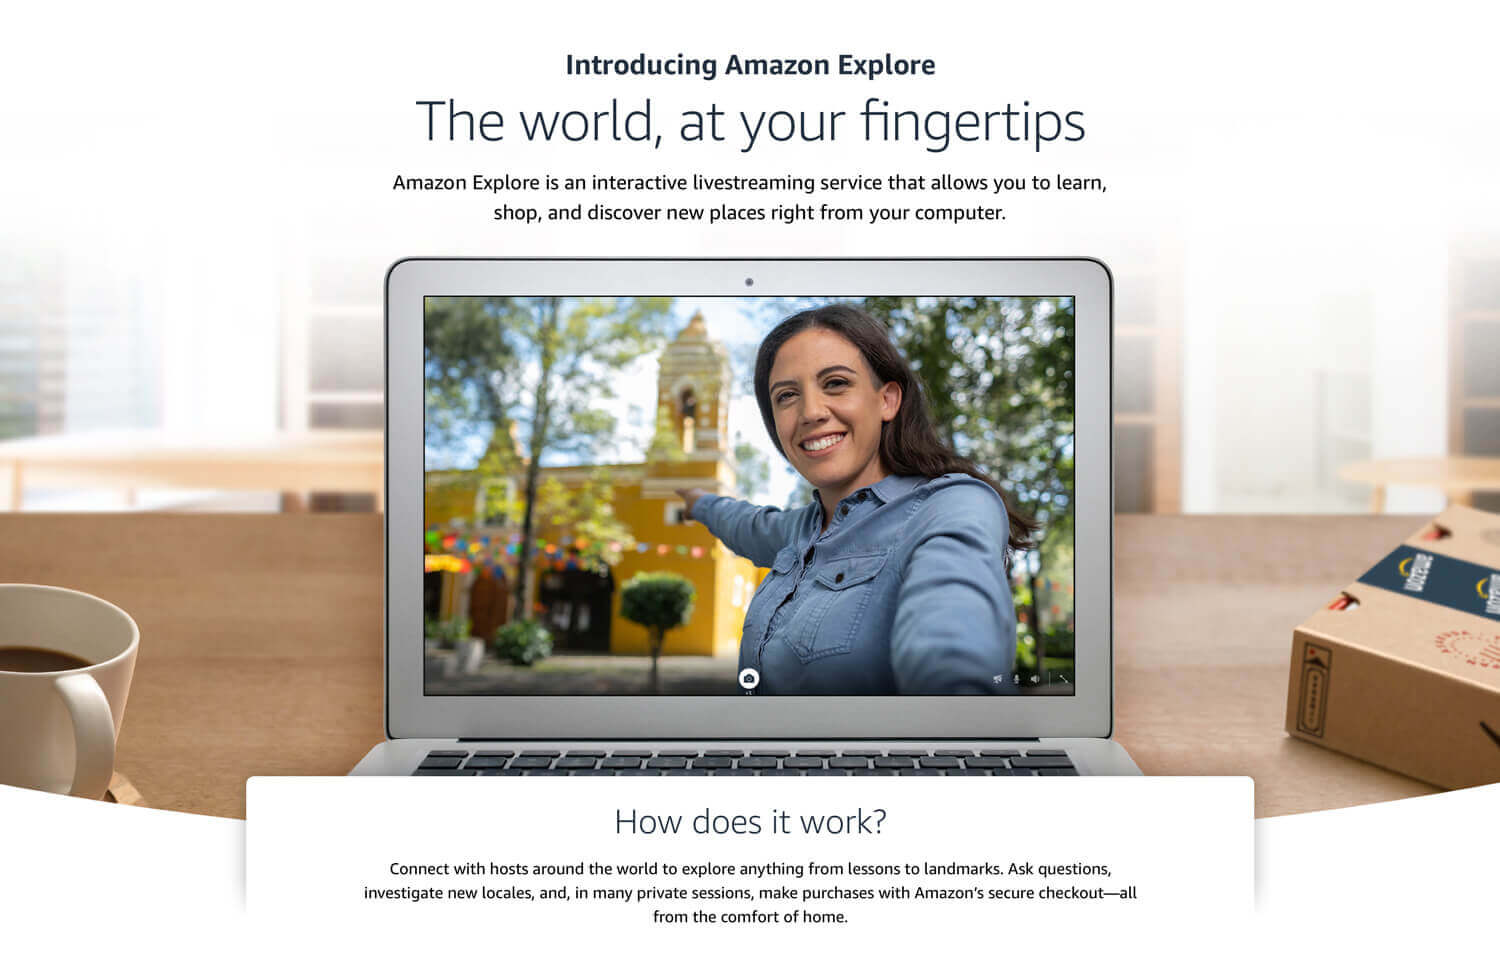 Introducing Amazon Explore
The world, at your fingertips
Amazon Explore is an interactive livestreaming service that allows you to learn,
shop, and discover new places right from your computer.
amazon
How does it work?
Connect with hosts around the world to explore anything from lessons to landmarks. Ask questions,
investigate new locales, and, in many private sessions, make purchases with Amazon's secure checkout—all
from the comfort of home.